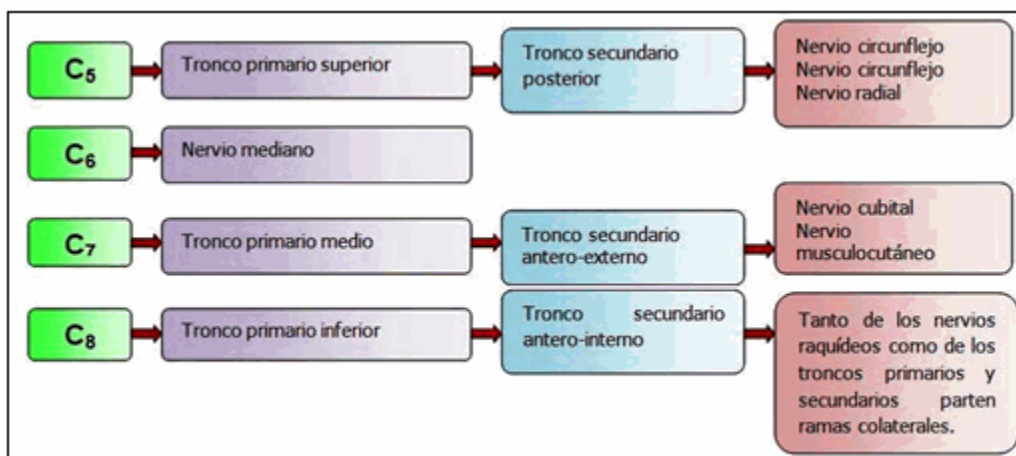 C5
Tronco primario superior
Tronco secundario
posterior
Nervio circunflejo
Nervio circunflejo
Nervio radial
C6
Nervio mediano
C7
Tronco primario medio
Tronco secundario
antero-externo
Nervio cubital
Nervio
musculocutáneo
C8
Tronco primario inferior
Tronco secundario
antero-interno
Tanto de los nervios
raquídeos como de los
troncos primarios y
secundarios parten
ramas colaterales.